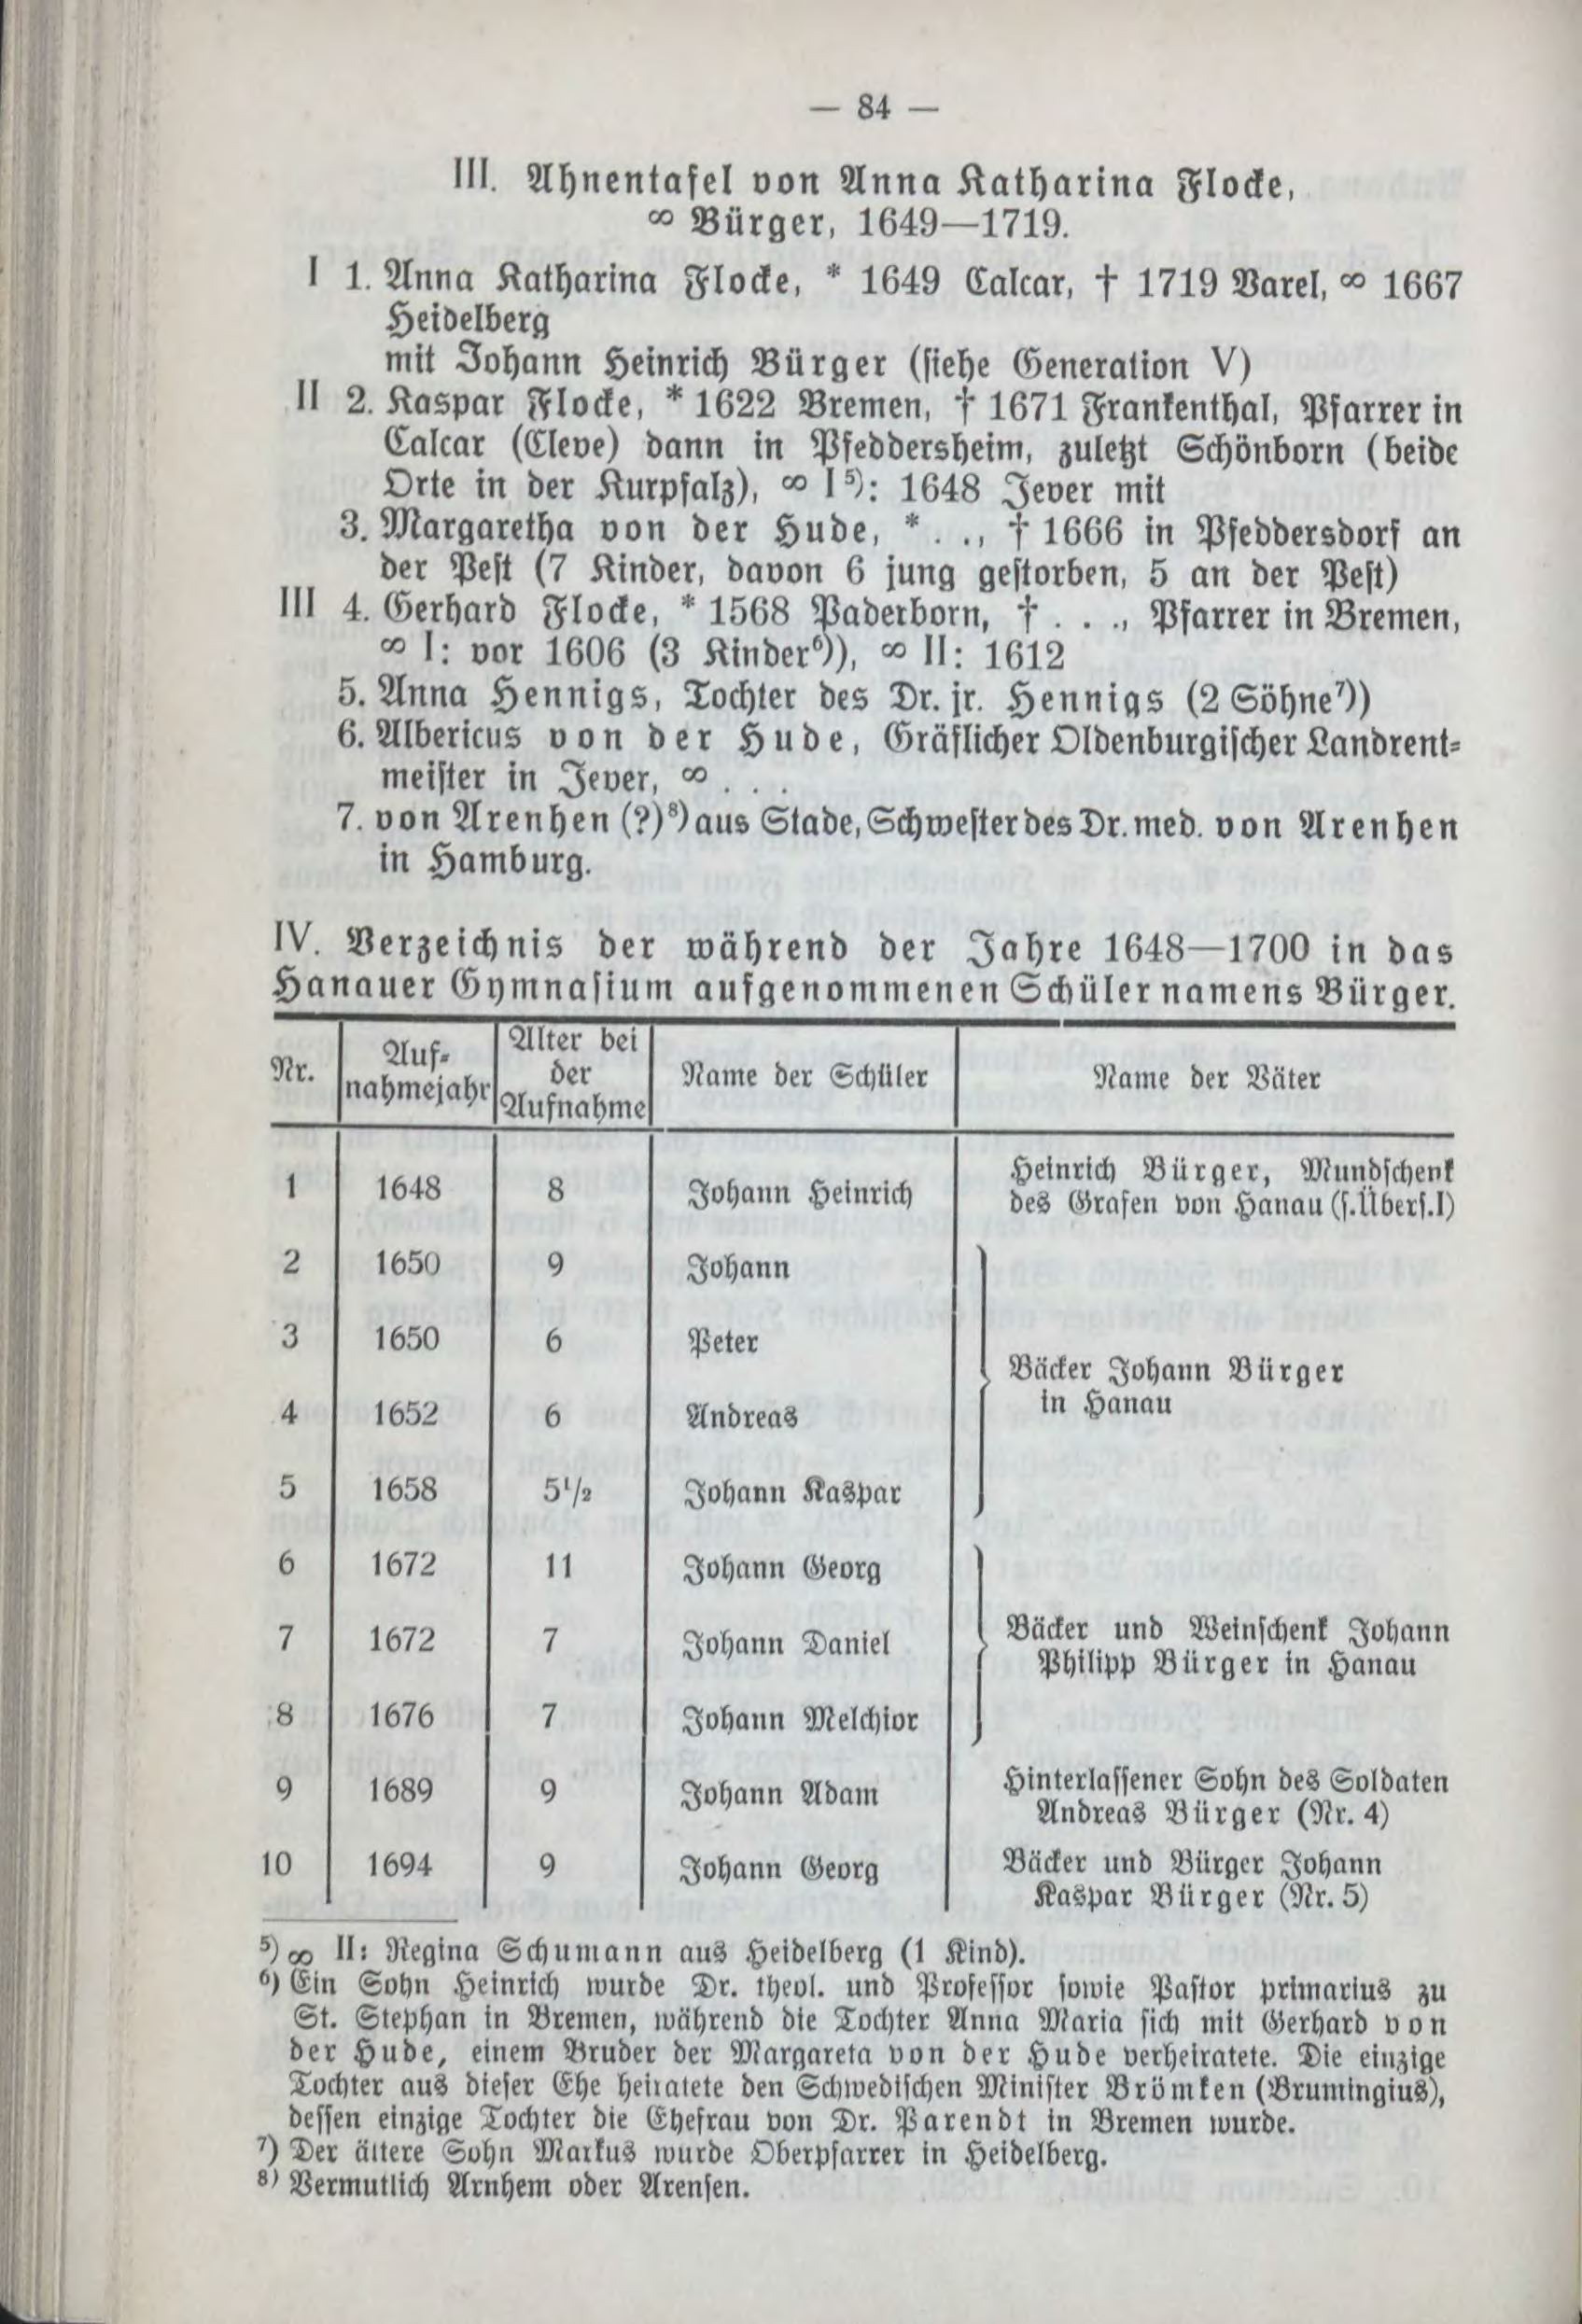 — 84 —
III. Ahnentafel von Anna Katharina Flocke,
∞ Bürger, 1649—1719.
I 1. Anna Katharina Flocke, * 1649 Calcar, † 1719 Varel, ∞ 1667
Heidelberg
mit Johann Heinrich Bürger (siehe Generation V)
II 2. Kaspar Flocke, * 1622 Bremen, † 1671 Frankenthal, Pfarrer in
Calcar (Cleve) dann in Pfeddersheim, zuletzt Schönborn (beide
Orte in der Kurpfalz), ∞ I⁵): 1648 Jever mit
3. Margaretha von der Hude, * . ., † 1666 in Pfeddersdorf an
der Pest (7 Kinder, davon 6 jung gestorben, 5 an der Pest)
III 4. Gerhard Flocke, * 1568 Paderborn, † . . ., Pfarrer in Bremen,
∞ I: vor 1606 (3 Kinder⁶)), ∞ II: 1612
5. Anna Hennigs, Tochter des Dr. jr. Hennigs (2 Söhne⁷))
6. Albericus von der Hude, Gräflicher Oldenburgischer Landrent-
meister in Jever, ∞ . . .
7. von Arenhen (?)⁸) aus Stade, Schwester des Dr. med. von Arenhen
in Hamburg.
IV. Verzeichnis der während der Jahre 1648—1700 in das
Hanauer Gymnasium aufgenommenen Schüler namens Bürger.
Nr. Auf-
nahmejahr Alter bei
der
Aufnahme Name der Schüler Name der Väter
1 1648 8 Johann Heinrich Heinrich Bürger, Mundschenk
des Grafen von Hanau (s. Übers. I)
2 1650 9 Johann
3 1650 6 Peter
Bäcker Johann Bürger
in Hanau
4 1652 6 Andreas
5 1658 5½ Johann Kaspar
6 1672 11 Johann Georg
7 1672 7 Johann Daniel Bäcker und Weinschenk Johann
Philipp Bürger in Hanau
8 1676 7 Johann Melchior
9 1689 9 Johann Adam Hinterlassener Sohn des Soldaten
Andreas Bürger (Nr. 4)
10 1694 9 Johann Georg Bäcker und Bürger Johann
Kaspar Bürger (Nr. 5)
⁵) ∞ II: Regina Schumann aus Heidelberg (1 Kind).
⁶) Ein Sohn Heinrich wurde Dr. theol. und Professor sowie Pastor primarius zu
St. Stephan in Bremen, während die Tochter Anna Maria sich mit Gerhard von
der Hude, einem Bruder der Margareta von der Hude verheiratete. Die einzige
Tochter aus dieser Ehe heiratete den Schwedischen Minister Brömken (Brumingius),
dessen einzige Tochter die Ehefrau von Dr. Parendt in Bremen wurde.
⁷) Der ältere Sohn Markus wurde Oberpfarrer in Heidelberg.
⁸) Vermutlich Arnhem oder Arensen.